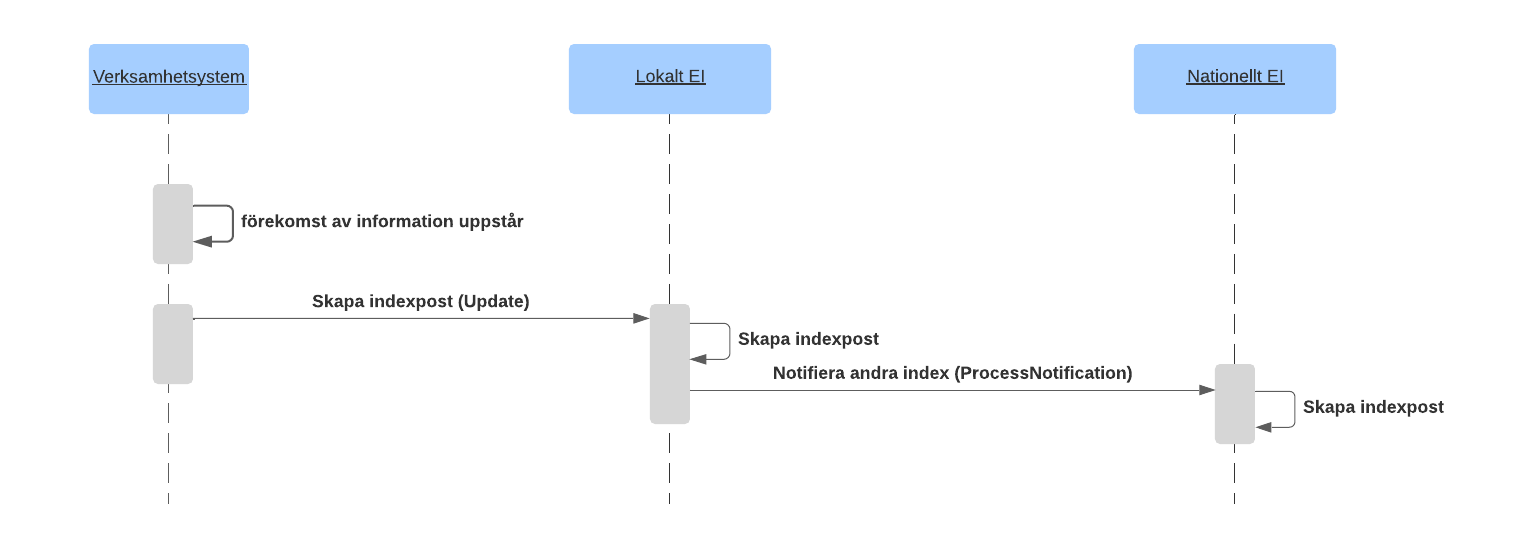 Verksamhetsystem
Lokalt EI
Nationellt EI
förekomst av information uppstår
Skapa indexpost (Update)
Skapa indexpost
Notifiera andra index (ProcessNotification)
Skapa indexpost